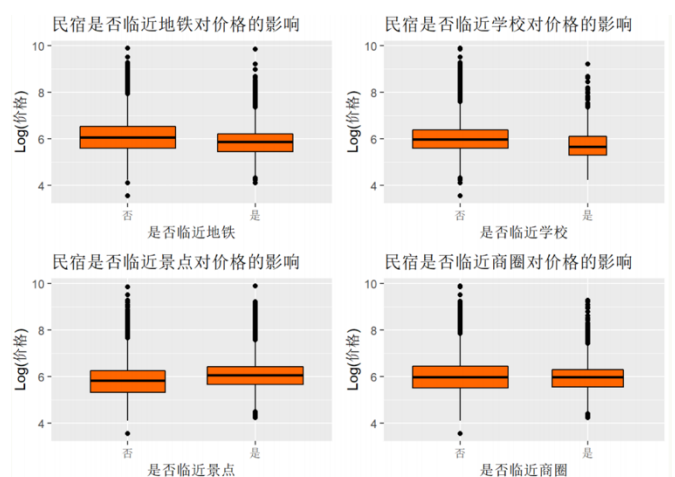 民宿是否临近地铁对价格的影响
10
8
6
4
Log(价格)
否
是
是否临近地铁
民宿是否临近学校对价格的影响
10
8
6
4
Log(价格)
否
是
是否临近学校
民宿是否临近景点对价格的影响
10
8
6
4
Log(价格)
否
是
是否临近景点
民宿是否临近商圈对价格的影响
10
8
6
4
Log(价格)
否
是
是否临近商圈